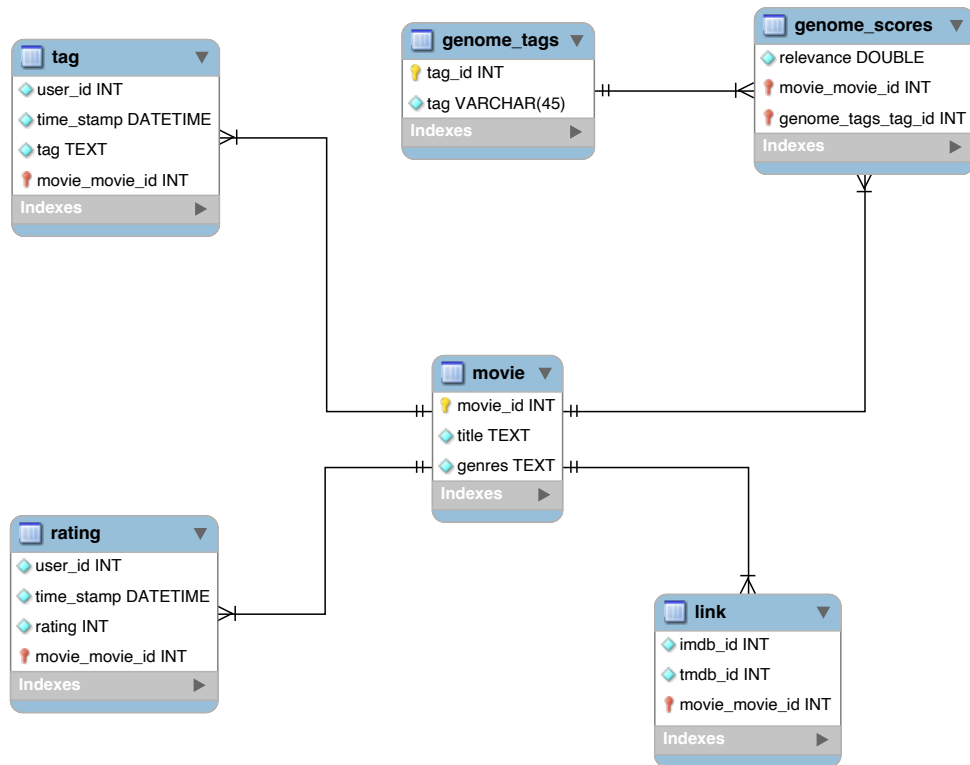 tag
user_id INT
time_stamp DATETIME
tag TEXT
movie_movie_id INT
Indexes
genome_tags
tag_id INT
tag VARCHAR(45)
Indexes
genome_scores
relevance DOUBLE
movie_movie_id INT
genome_tags_tag_id INT
Indexes
movie
movie_id INT
title TEXT
genres TEXT
Indexes
rating
user_id INT
time_stamp DATETIME
rating INT
movie_movie_id INT
Indexes
link
imdb_id INT
tmdb_id INT
movie_movie_id INT
Indexes